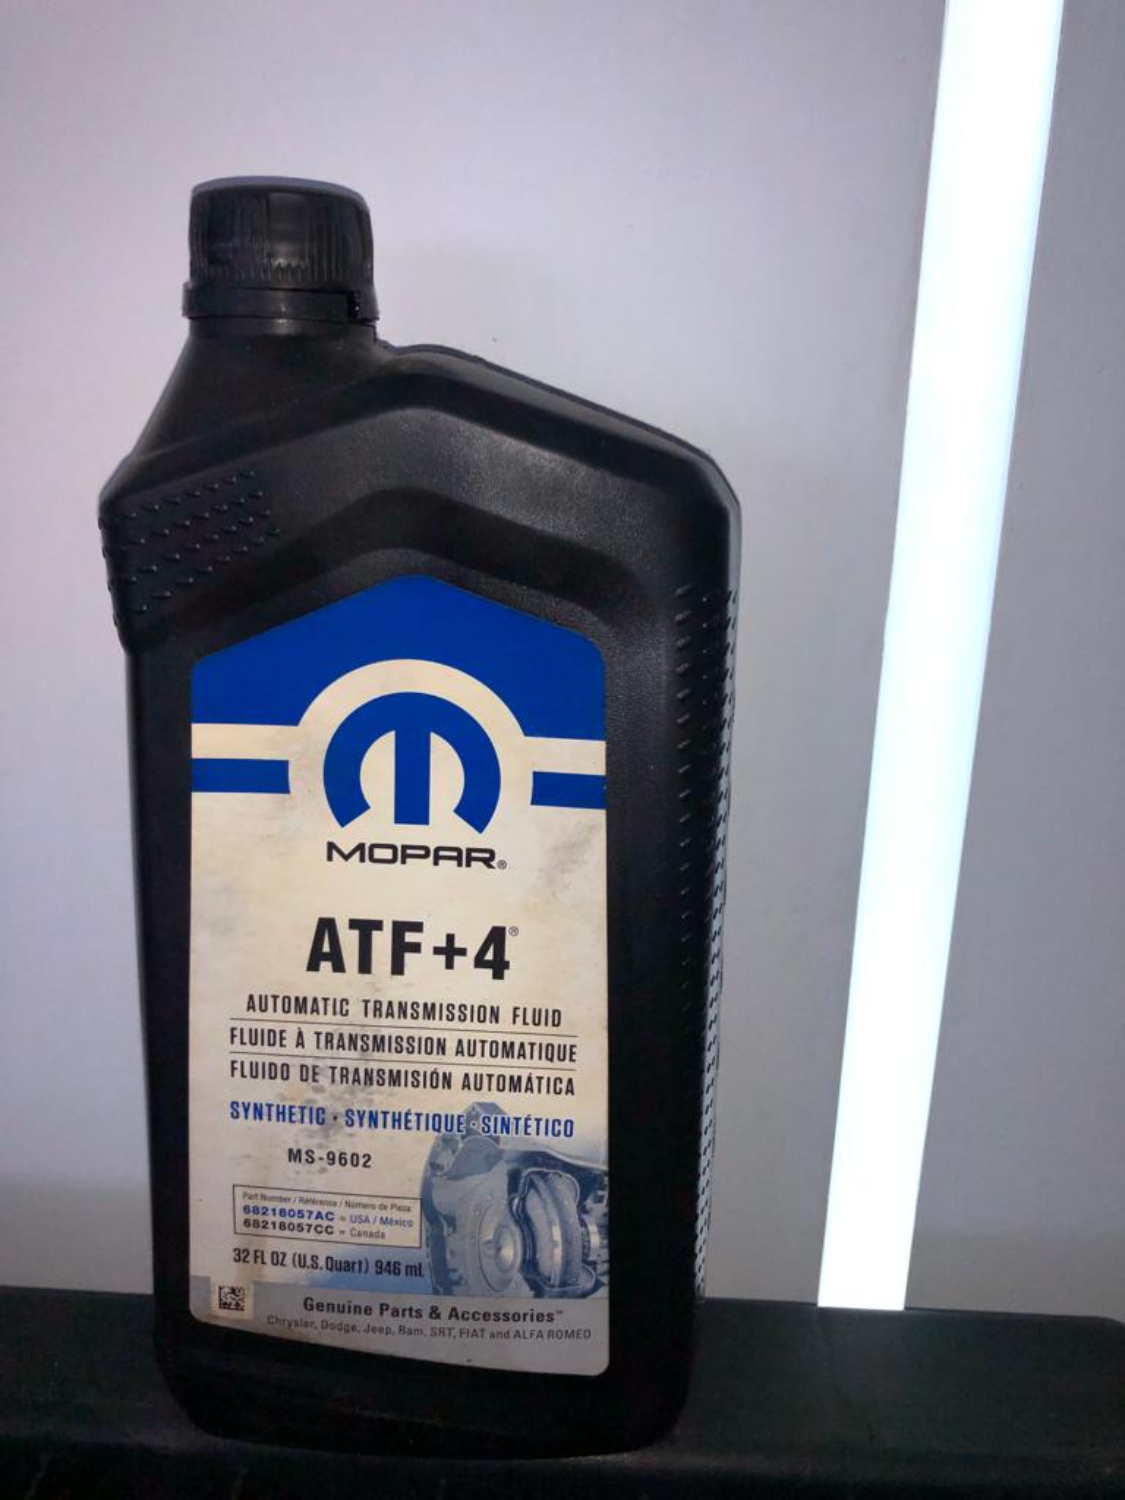 MOPAR®
ATF+4®
AUTOMATIC TRANSMISSION FLUID
FLUIDE À TRANSMISSION AUTOMATIQUE
FLUIDO DE TRANSMISIÓN AUTOMÁTICA
SYNTHETIC · SYNTHÉTIQUE · SINTÉTICO
MS-9602
Part Number / Référence / Número de Pieza
68218057AC = USA / México
68218057CC = Canada
32 FL OZ (U.S. Quart) 946 mL
Genuine Parts & Accessories™
Chrysler, Dodge, Jeep, Ram, SRT, FIAT and ALFA ROMEO